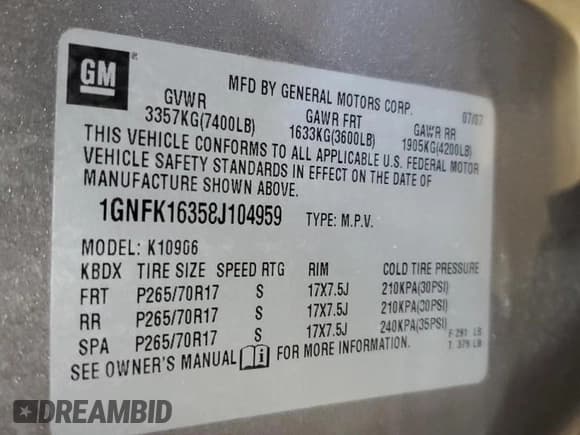 GM
MFD BY GENERAL MOTORS CORP. 07/07
GVWR GAWR FRT GAWR RR
3357KG(7400LB) 1633KG(3600LB) 1905KG(4200LB)
THIS VEHICLE CONFORMS TO ALL APPLICABLE U.S. FEDERAL MOTOR
VEHICLE SAFETY STANDARDS IN EFFECT ON THE DATE OF
MANUFACTURE SHOWN ABOVE.
1GNFK16358J104959 TYPE: M.P.V.
MODEL: K10906
KBDX TIRE SIZE SPEED RTG RIM COLD TIRE PRESSURE
FRT P265/70R17 S 17X7.5J 210KPA(30PSI)
RR P265/70R17 S 17X7.5J 210KPA(30PSI)
SPA P265/70R17 S 17X7.5J 240KPA(35PSI)
SEE OWNER'S MANUAL i FOR MORE INFORMATION.
F: 291 LB
T: 379 LB
DREAMBID